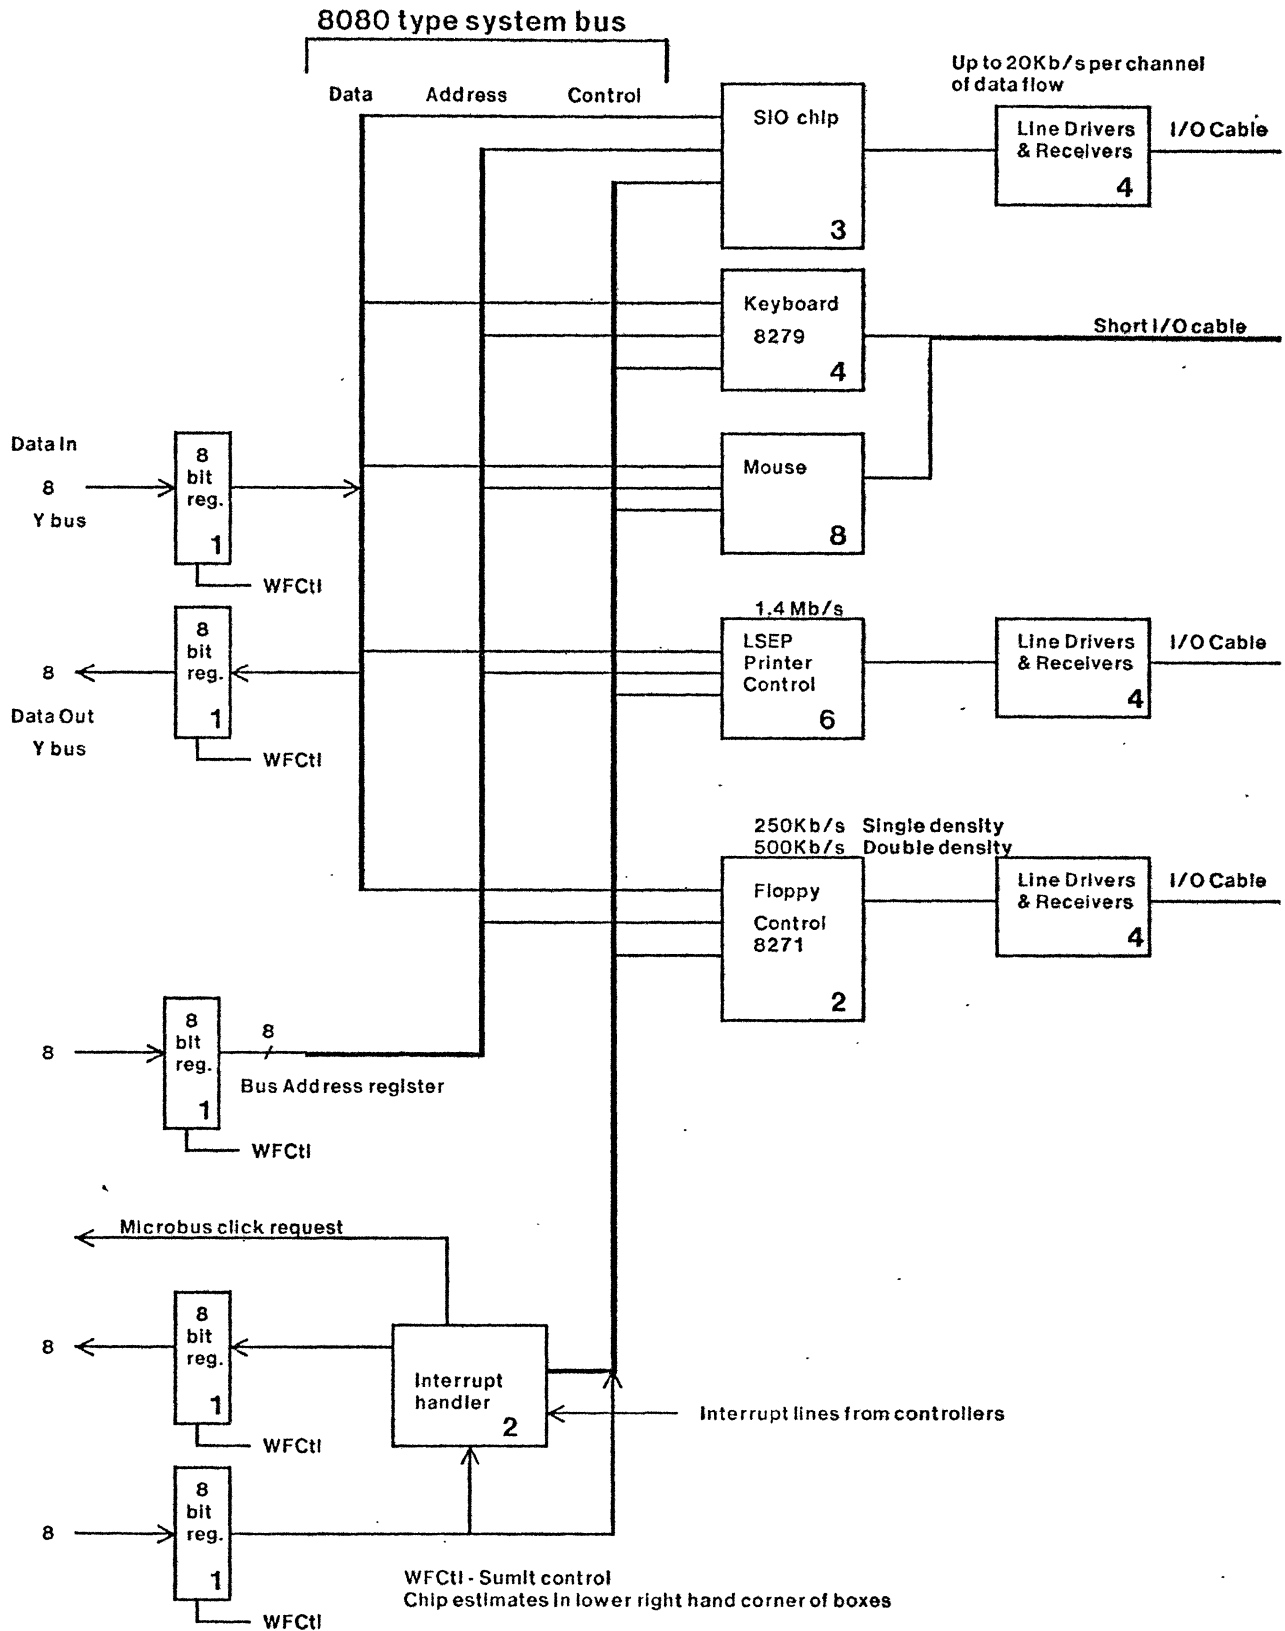 8080 type system bus
Data Address Control
Up to 20Kb/s per channel
of data flow
SIO chip
3
Line Drivers
& Receivers
4
I/O Cable
Keyboard
8279
4
Short I/O cable
Mouse
8
Data In
8
Y bus
8
bit
reg.
1
WFCtl
8
Data Out
Y bus
8
bit
reg.
1
WFCtl
1.4 Mb/s
LSEP
Printer
Control
6
Line Drivers
& Receivers
4
I/O Cable
250Kb/s Single density
500Kb/s Double density
Floppy
Control
8271
2
Line Drivers
& Receivers
4
I/O Cable
8
8
bit
reg.
1
8
Bus Address register
WFCtl
Microbus click request
8
8
bit
reg.
1
WFCtl
Interrupt
handler
2
Interrupt lines from controllers
8
8
bit
reg.
1
WFCtl
WFCtl - Sumit control
Chip estimates in lower right hand corner of boxes